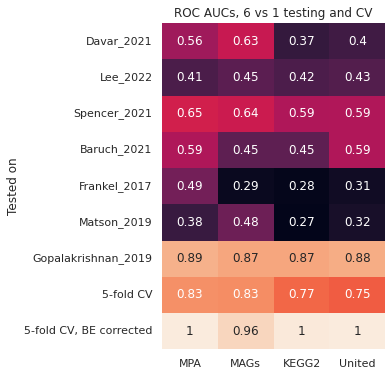 ROC AUCs, 6 vs 1 testing and CV
Tested on
Davar_2021 0.56 0.63 0.37 0.4
Lee_2022 0.41 0.45 0.42 0.43
Spencer_2021 0.65 0.64 0.59 0.59
Baruch_2021 0.59 0.45 0.45 0.59
Frankel_2017 0.49 0.29 0.28 0.31
Matson_2019 0.38 0.48 0.27 0.32
Gopalakrishnan_2019 0.89 0.87 0.87 0.88
5-fold CV 0.83 0.83 0.77 0.75
5-fold CV, BE corrected 1 0.96 1 1
MPA MAGs KEGG2 United